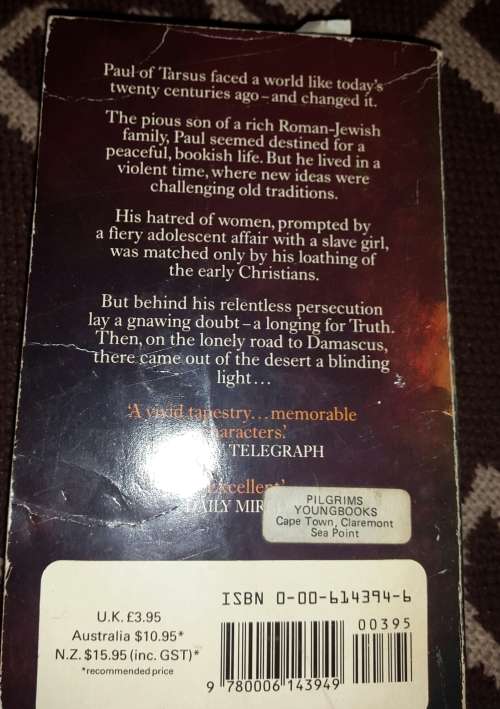 Paul of Tarsus faced a world like today's
twenty centuries ago – and changed it.
The pious son of a rich Roman-Jewish
family, Paul seemed destined for a
peaceful, bookish life. But he lived in a
violent time, where new ideas were
challenging old traditions.
His hatred of women, prompted by
a fiery adolescent affair with a slave girl,
was matched only by his loathing of
the early Christians.
But behind his relentless persecution
lay a gnawing doubt – a longing for Truth.
Then, on the lonely road to Damascus,
there came out of the desert a blinding
light...
'A vivid tapestry... memorable
characters.'
TELEGRAPH
Excellent'
DAILY MIR
PILGRIMS
YOUNGBOOKS
Cape Town, Claremont
Sea Point
ISBN 0-00-614394-6
U.K. £3.95
Australia $10.95*
N.Z. $15.95 (inc. GST)*
*recommended price
00395
9 780006 143949